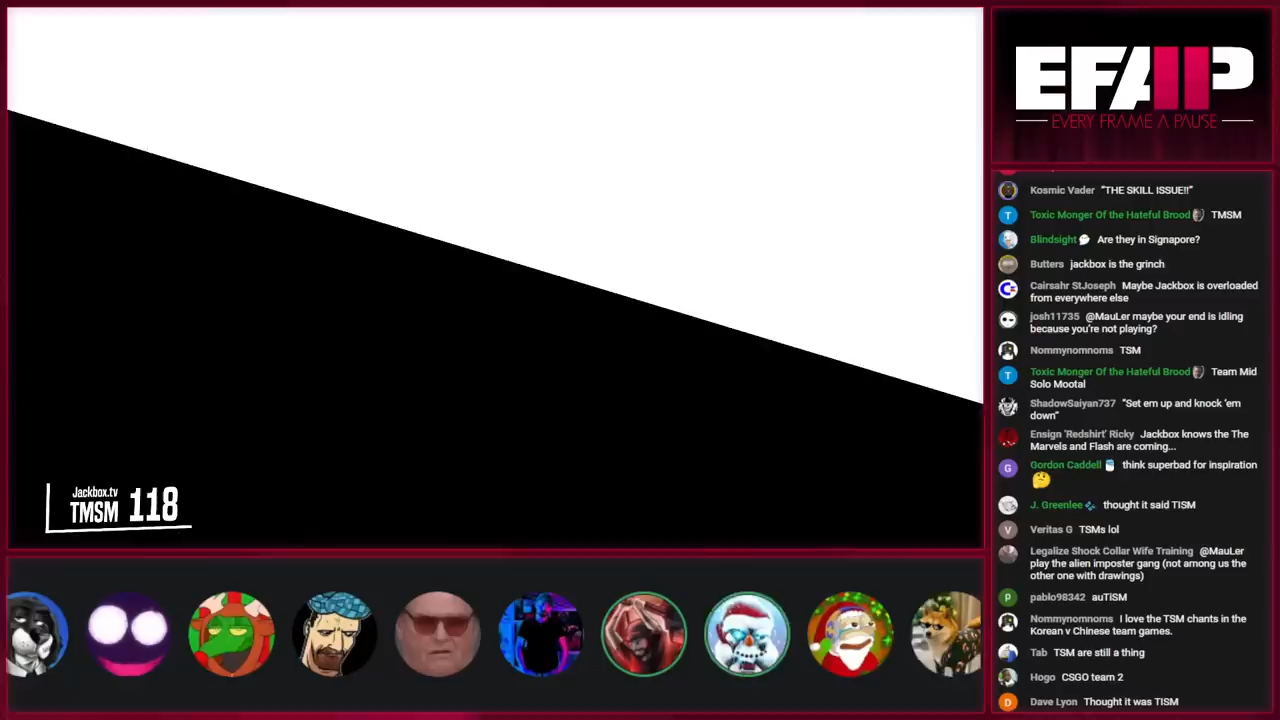 EFAP
EVERY FRAME A PAUSE
Kosmic Vader "THE SKILL ISSUE!!"
Toxic Monger Of the Hateful Brood TMSM
Blindsight Are they in Signapore?
Butters jackbox is the grinch
Cairsahr StJoseph Maybe Jackbox is overloaded
from everywhere else
josh11735 @MauLer maybe your end is idling
because you're not playing?
Nommynomnoms TSM
Toxic Monger Of the Hateful Brood Team Mid
Solo Mootal
ShadowSaiyan737 "Set em up and knock 'em
down"
Ensign 'Redshirt' Ricky Jackbox knows the The
Marvels and Flash are coming...
G Gordon Caddell think superbad for inspiration
J. Greenlee thought it said TISM
V Veritas G TSMs lol
Legalize Shock Collar Wife Training @MauLer
play the alien imposter gang (not among us the
other one with drawings)
p pablo98342 auTiSM
Nommynomnoms I love the TSM chants in the
Korean v Chinese team games.
Tab TSM are still a thing
Hogo CSGO team 2
D Dave Lyon Thought it was TISM
Jackbox.tv
TMSM 118